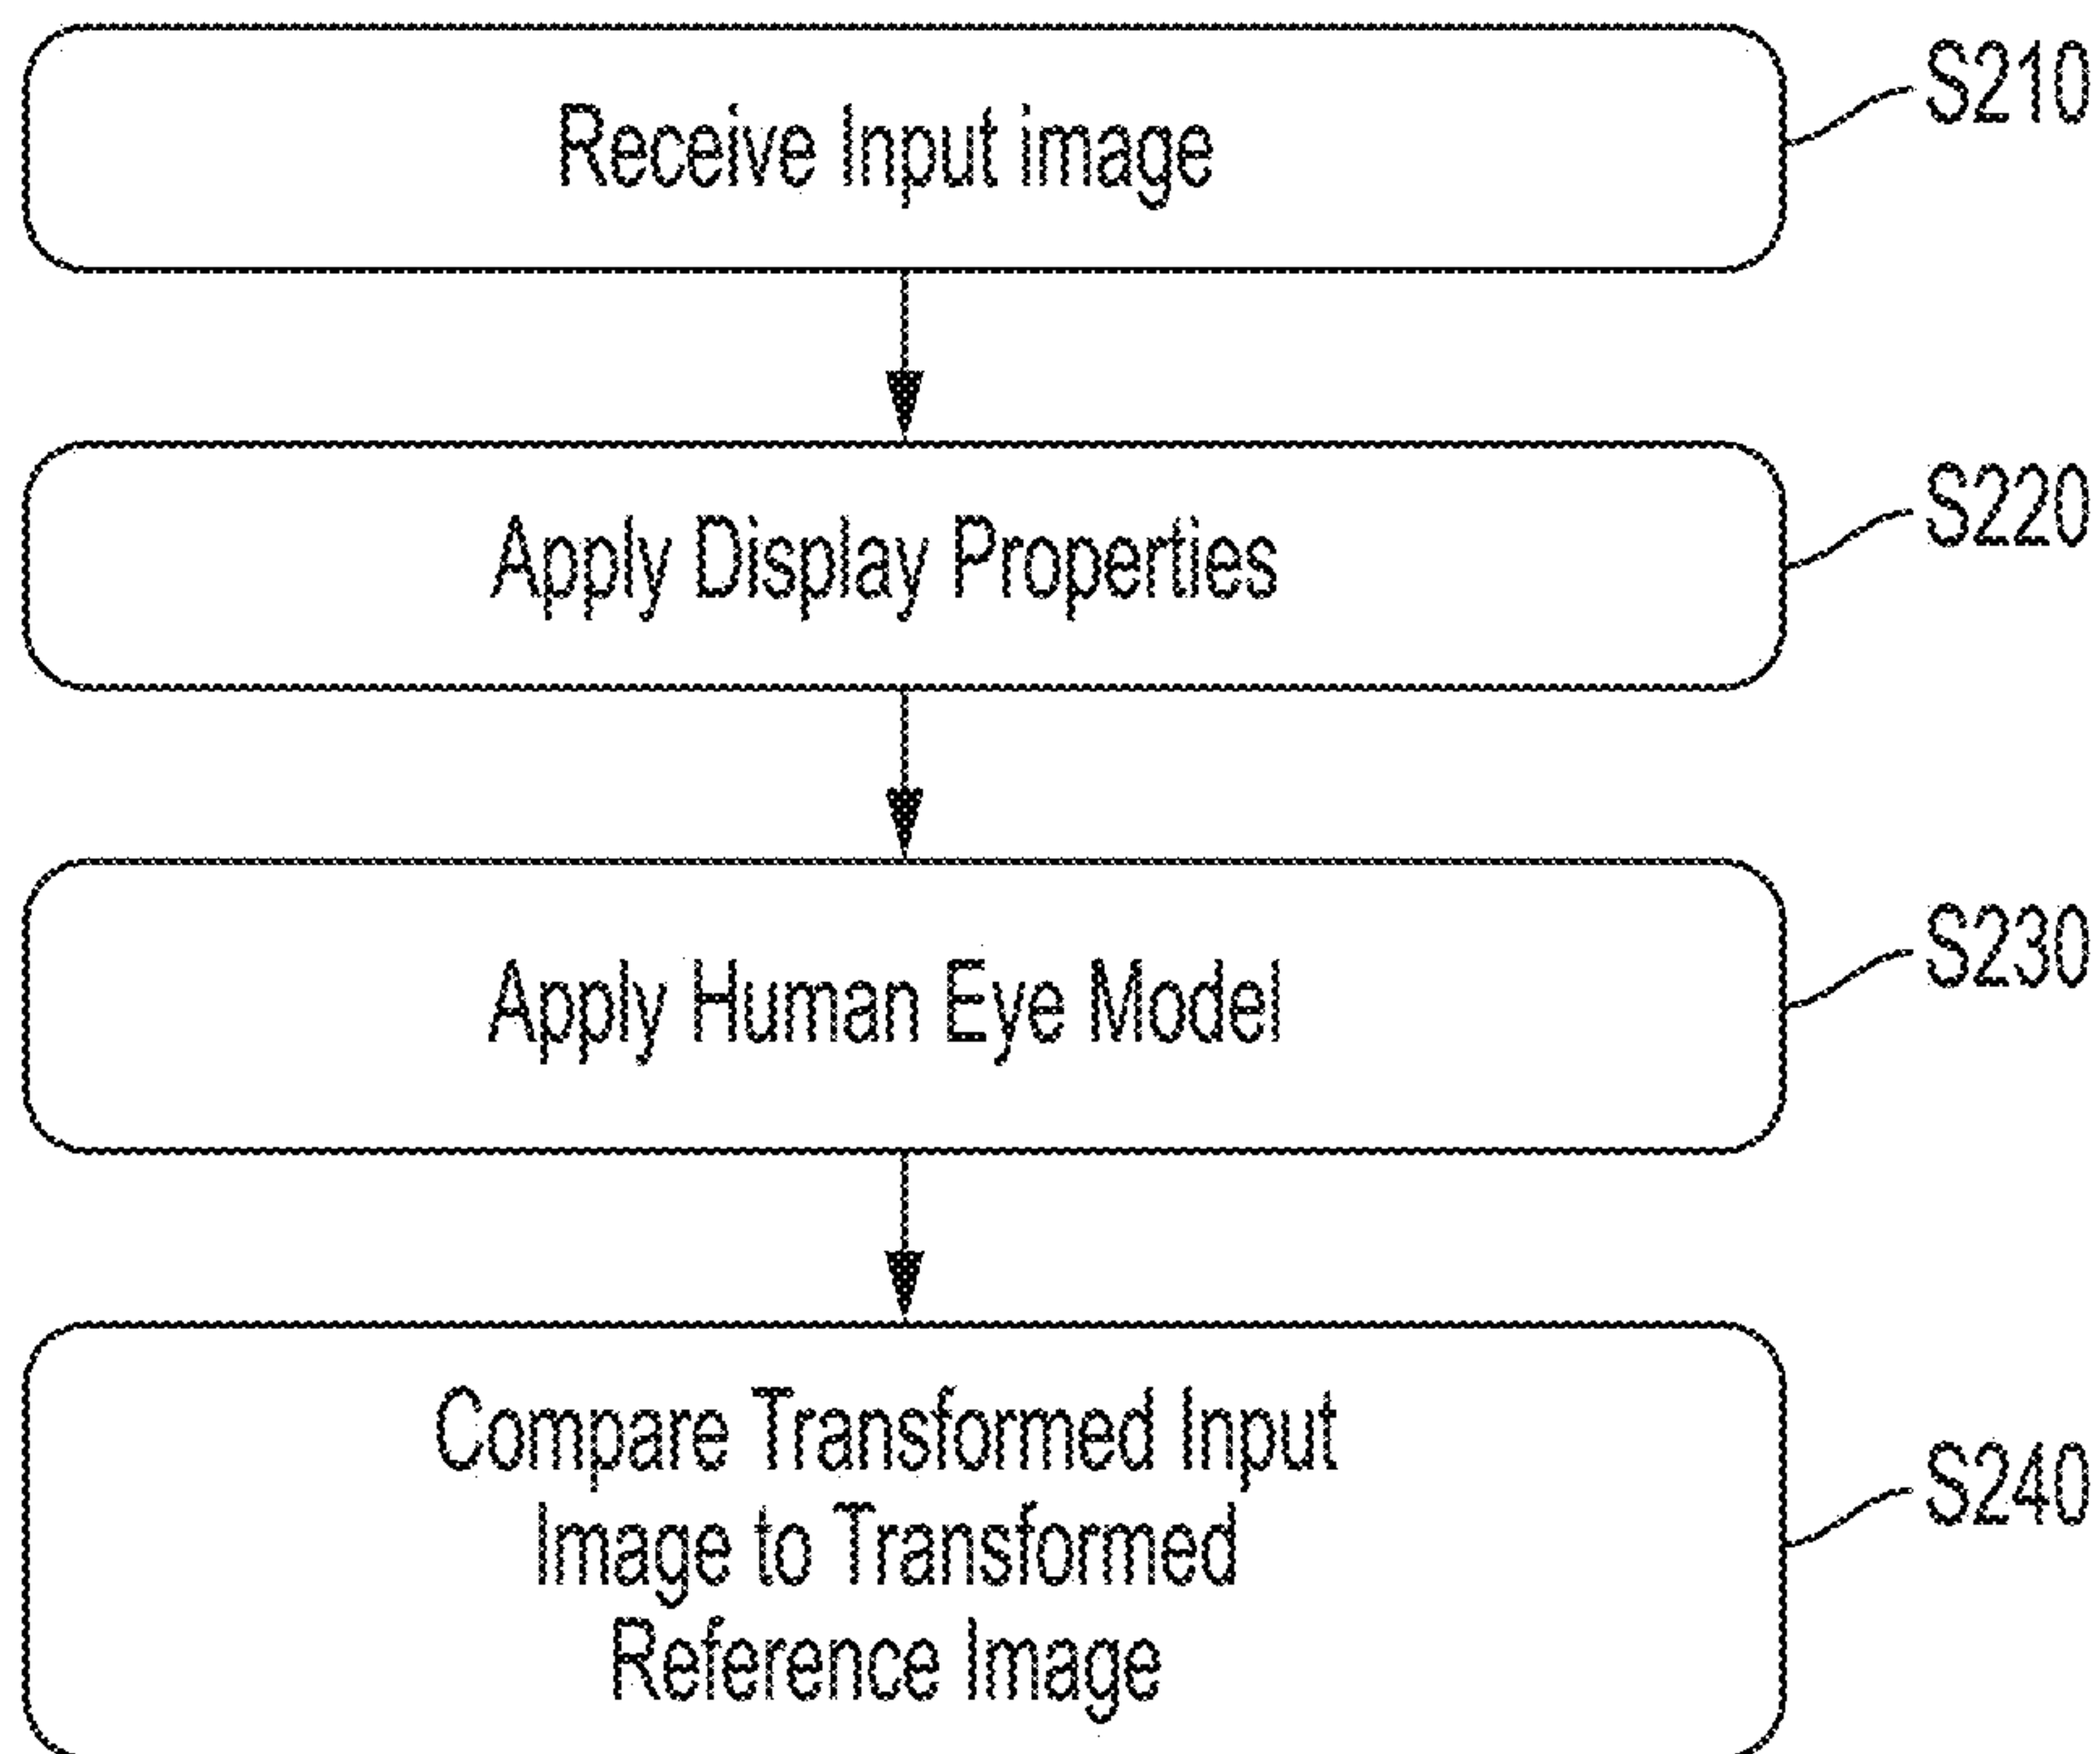 Receive Input image
S210
Apply Display Properties
S220
Apply Human Eye Model
S230
Compare Transformed Input
Image to Transformed
Reference Image
S240